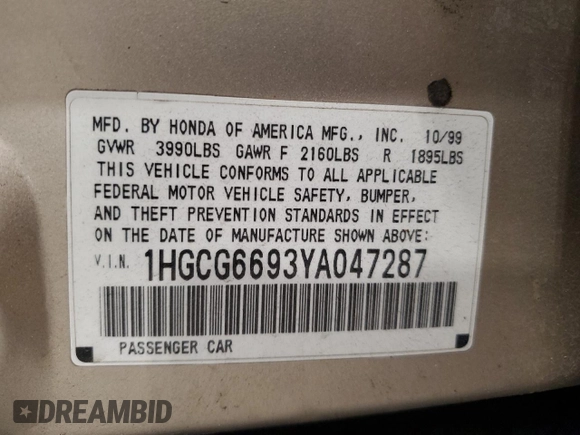 MFD. BY HONDA OF AMERICA MFG., INC. 10/99
GVWR 3990LBS GAWR F 2160LBS R 1895LBS
THIS VEHICLE CONFORMS TO ALL APPLICABLE
FEDERAL MOTOR VEHICLE SAFETY, BUMPER,
AND THEFT PREVENTION STANDARDS IN EFFECT
ON THE DATE OF MANUFACTURE SHOWN ABOVE:
V.I.N. 1HGCG6693YA047287
PASSENGER CAR
DREAMBID